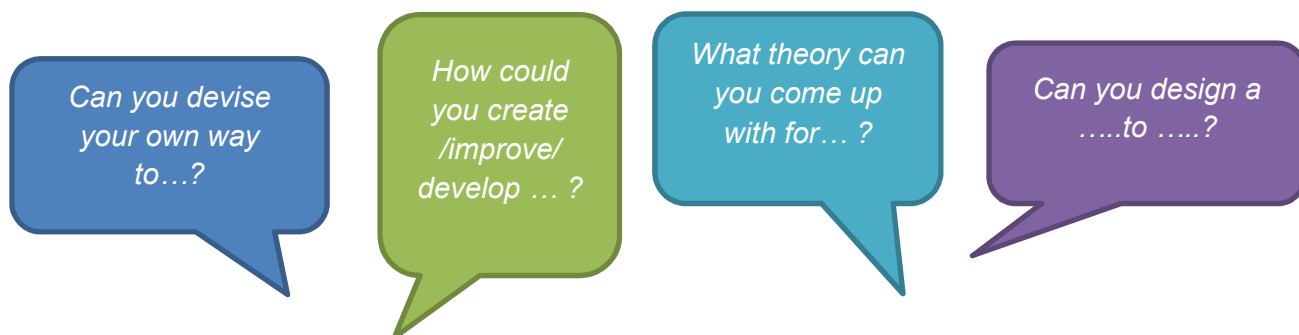 Can you devise
your own way
to…?
How could
you create
/improve/
develop … ?
What theory can
you come up
with for… ?
Can you design a
…..to …..?